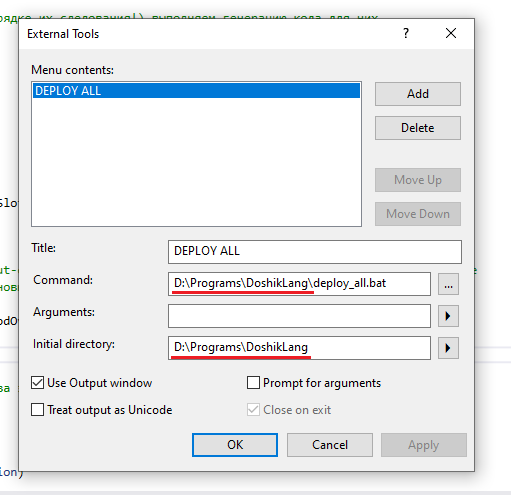 рядке их следования!) выполняем генерацию кода для них
External Tools
?
Menu contents:
DEPLOY ALL
Add
Delete
Move Up
Move Down
Title:
DEPLOY ALL
Command:
D:\Programs\DoshikLang\deploy_all.bat
...
Arguments:
Initial directory:
D:\Programs\DoshikLang
Use Output window
Prompt for arguments
Treat output as Unicode
Close on exit
OK
Cancel
Apply
ion)